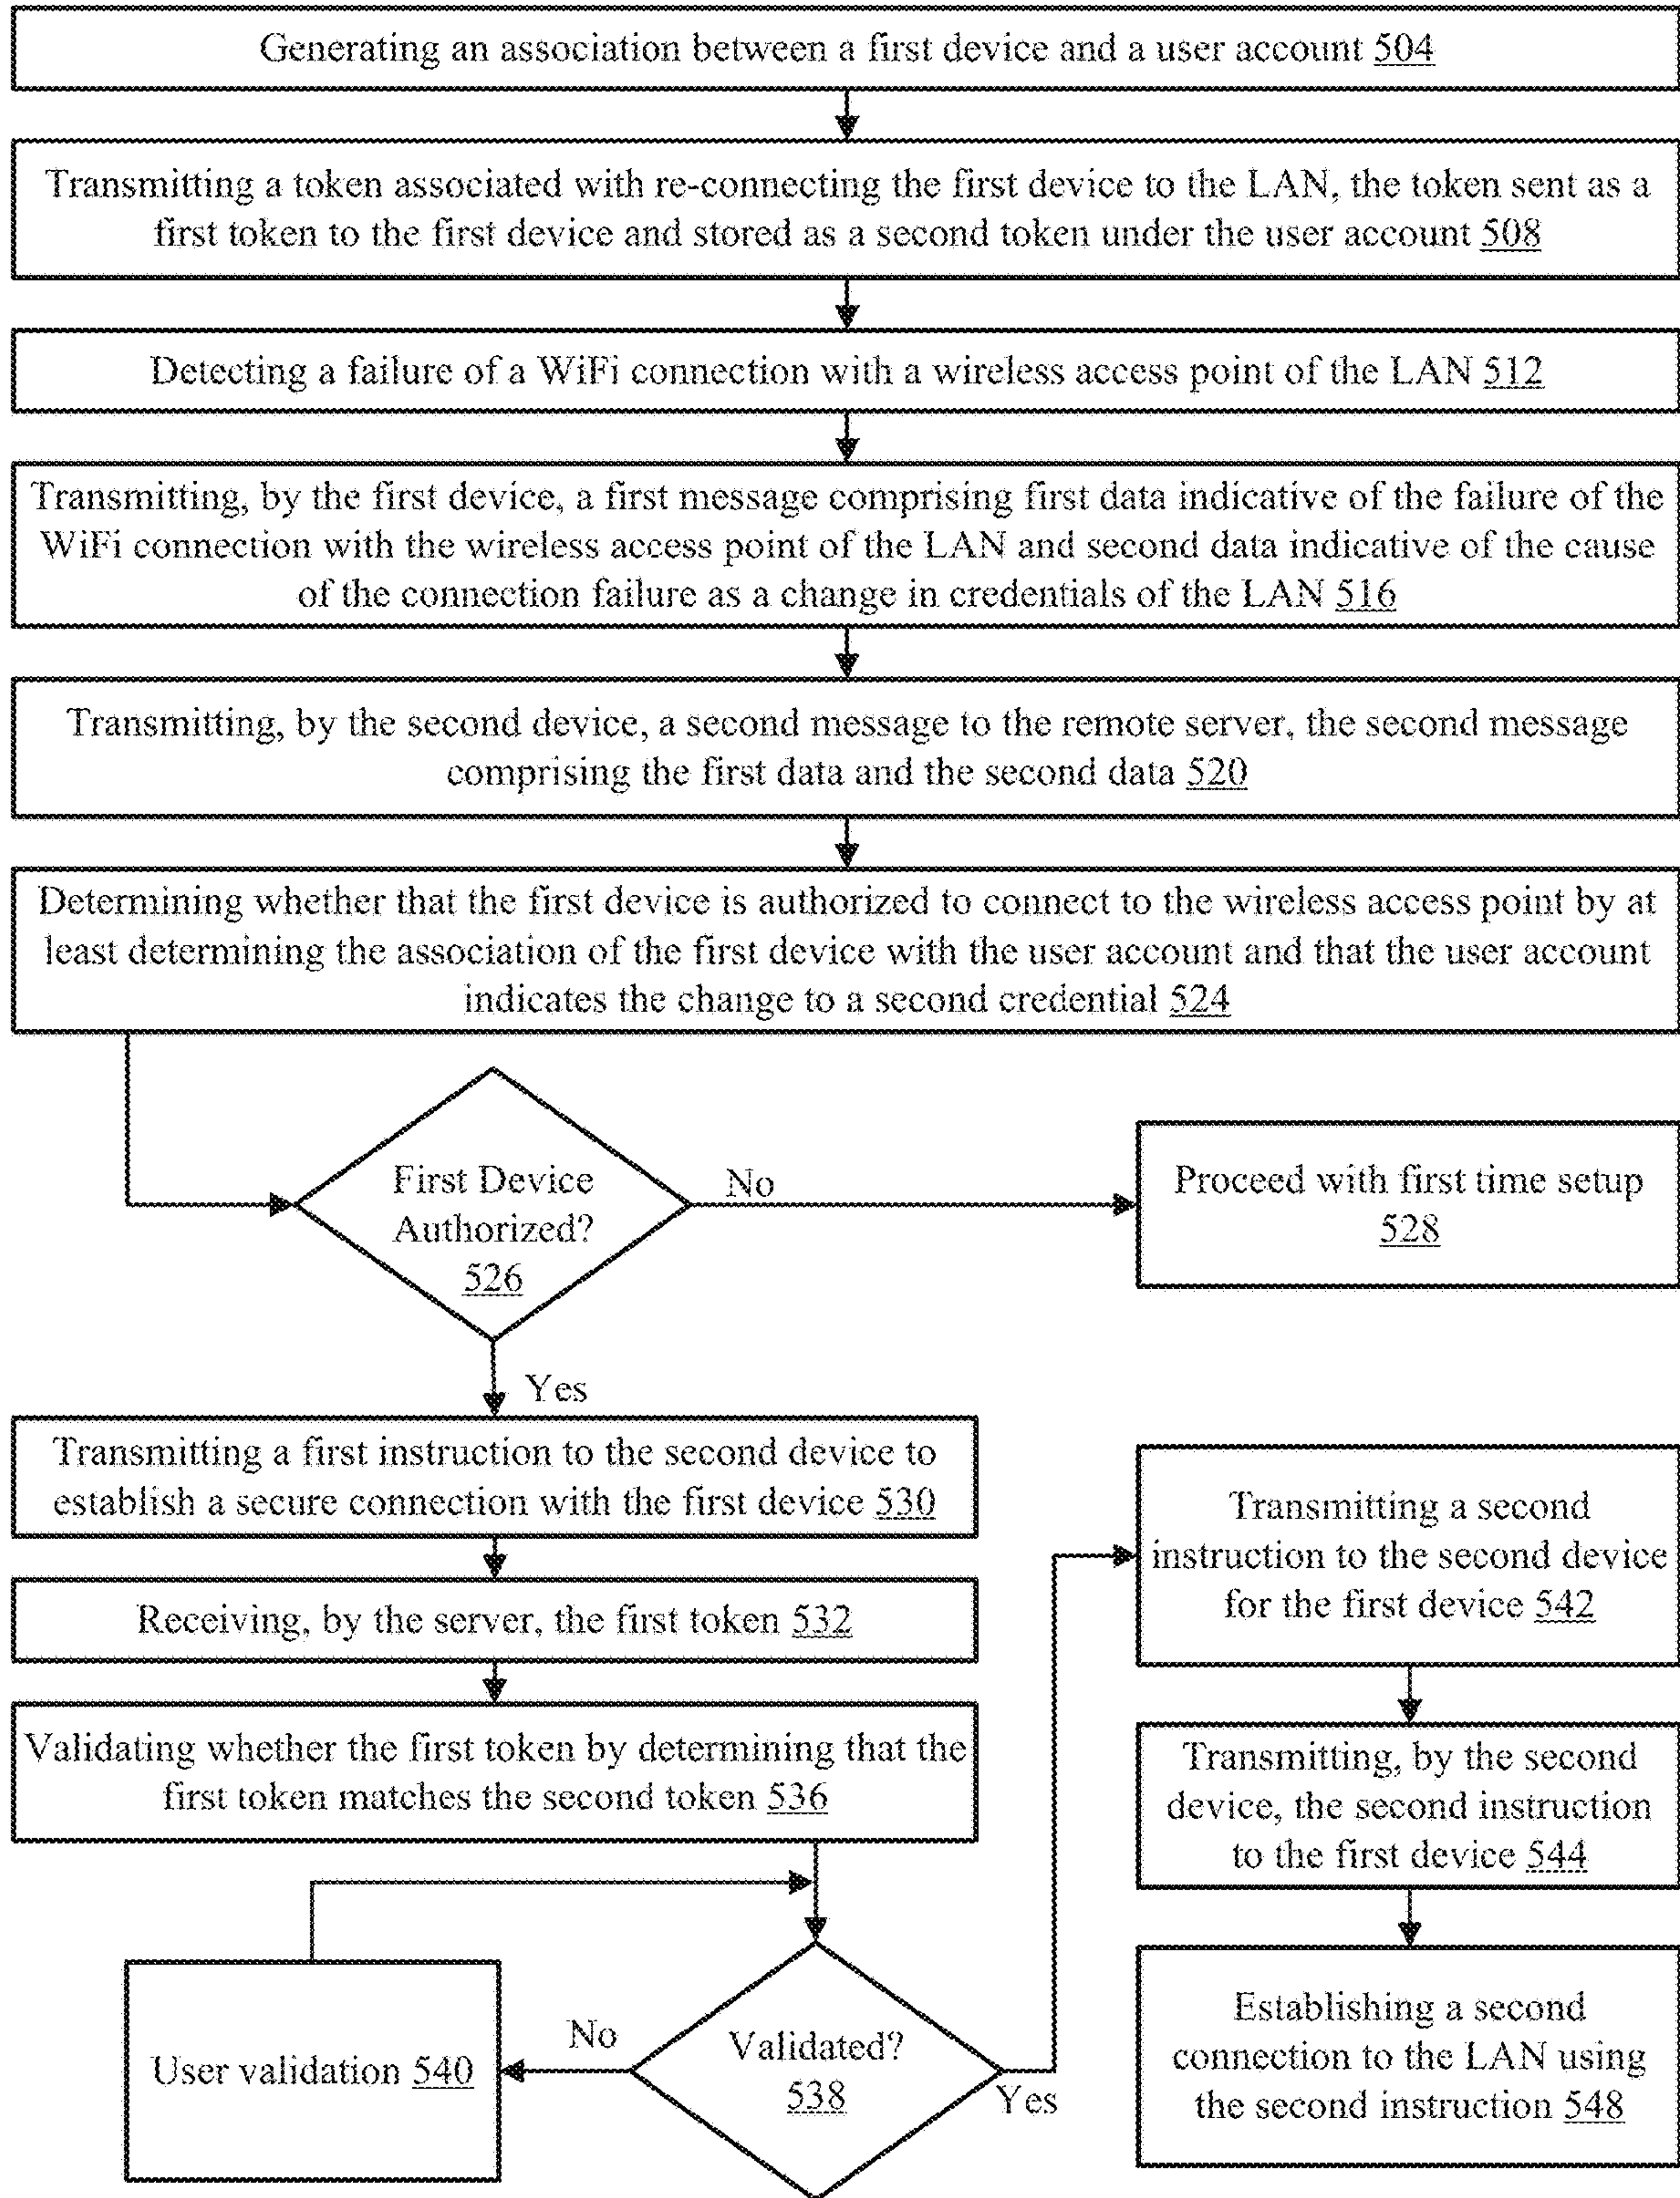 Generating an association between a first device and a user account 504
Transmitting a token associated with re-connecting the first device to the LAN, the token sent as a
first token to the first device and stored as a second token under the user account 508
Detecting a failure of a WiFi connection with a wireless access point of the LAN 512
Transmitting, by the first device, a first message comprising first data indicative of the failure of the
WiFi connection with the wireless access point of the LAN and second data indicative of the cause
of the connection failure as a change in credentials of the LAN 516
Transmitting, by the second device, a second message to the remote server, the second message
comprising the first data and the second data 520
Determining whether that the first device is authorized to connect to the wireless access point by at
least determining the association of the first device with the user account and that the user account
indicates the change to a second credential 524
First Device
Authorized?
526
No
Proceed with first time setup
528
Yes
Transmitting a first instruction to the second device to
establish a secure connection with the first device 530
Receiving, by the server, the first token 532
Validating whether the first token by determining that the
first token matches the second token 536
Validated?
538
No
User validation 540
Yes
Transmitting a second
instruction to the second device
for the first device 542
Transmitting, by the second
device, the second instruction
to the first device 544
Establishing a second
connection to the LAN using
the second instruction 548